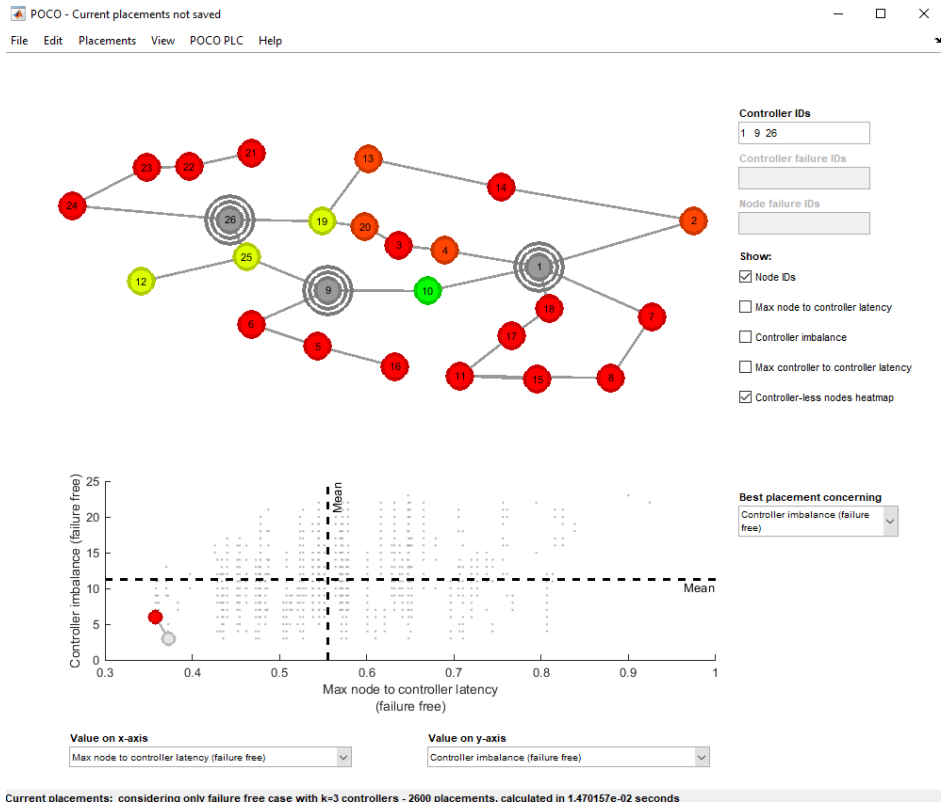 POCO - Current placements not saved
File Edit Placements View POCO PLC Help
Controller IDs
1 9 26
Controller failure IDs
Node failure IDs
Show:
Node IDs
Max node to controller latency
Controller imbalance
Max controller to controller latency
Controller-less nodes heatmap
21
13
23
22
14
24
26
19
20
2
3
4
25
1
12
9
10
18
6
7
17
5
16
11
15
8
25
20
15
10
5
0
Controller imbalance (failure free)
Mean
Mean
0.3 0.4 0.5 0.6 0.7 0.8 0.9 1
Max node to controller latency
(failure free)
Best placement concerning
Controller imbalance (failure
free)
Value on x-axis
Max node to controller latency (failure free)
Value on y-axis
Controller imbalance (failure free)
Current placements: considering only failure free case with k=3 controllers - 2600 placements, calculated in 1.470157e-02 seconds